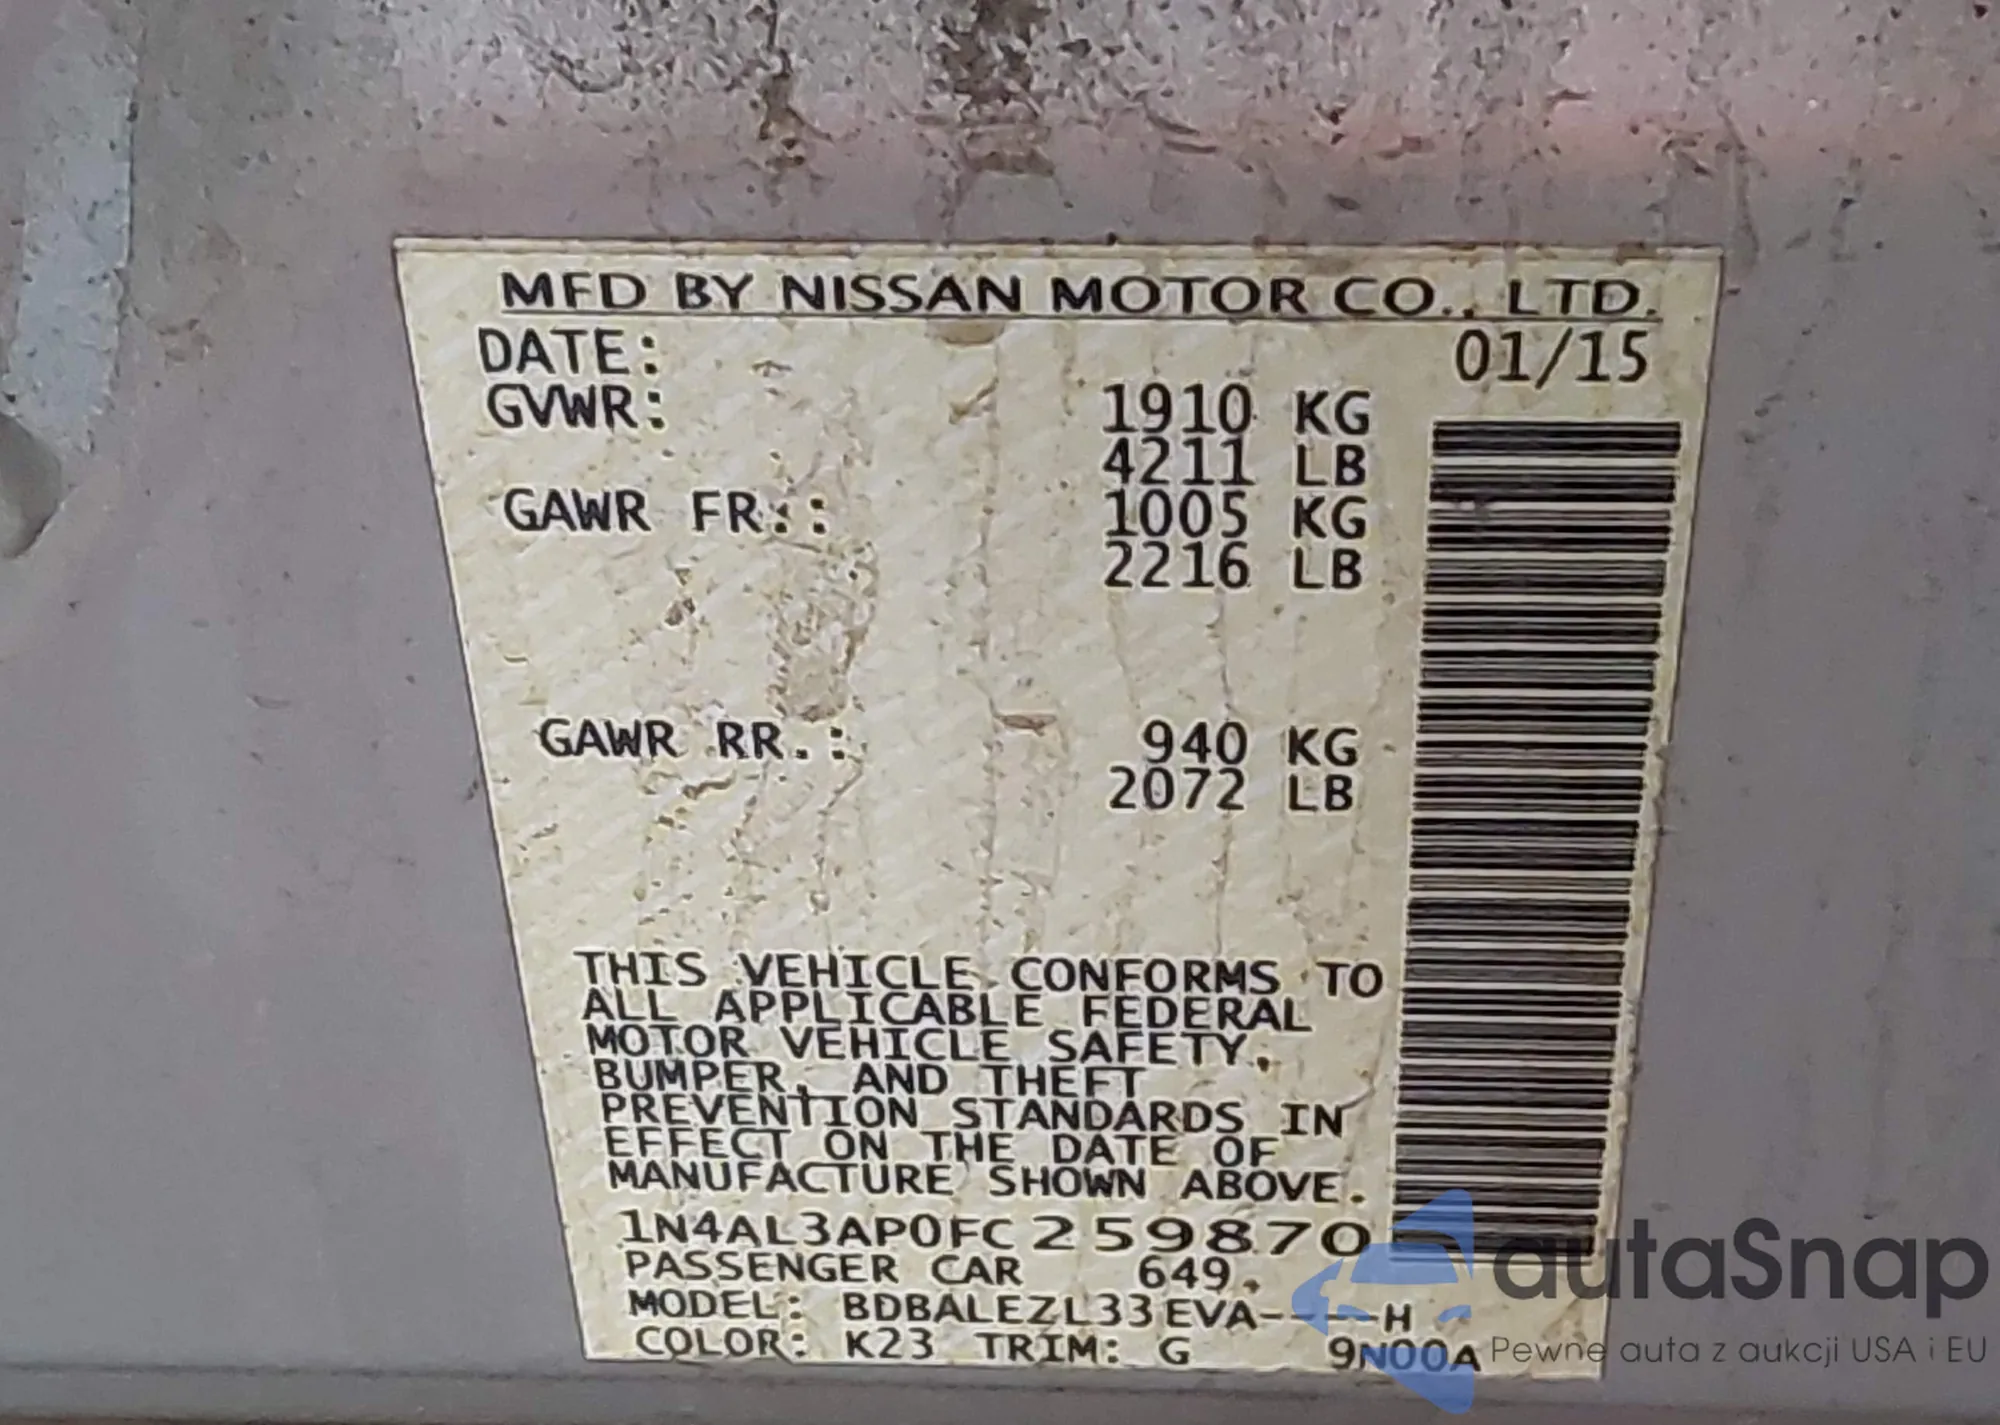 MFD BY NISSAN MOTOR CO., LTD.
DATE: 01/15
GVWR: 1910 KG
4211 LB
GAWR FR.: 1005 KG
2216 LB
GAWR RR.: 940 KG
2072 LB
THIS VEHICLE CONFORMS TO
ALL APPLICABLE FEDERAL
MOTOR VEHICLE SAFETY,
BUMPER, AND THEFT
PREVENTION STANDARDS IN
EFFECT ON THE DATE OF
MANUFACTURE SHOWN ABOVE.
1N4AL3AP0FC259870
PASSENGER CAR 649.
MODEL: BDBALEZL33EVA----H
COLOR: K23 TRIM: G 9N00A
autaSnap
Pewne auta z aukcji USA i EU